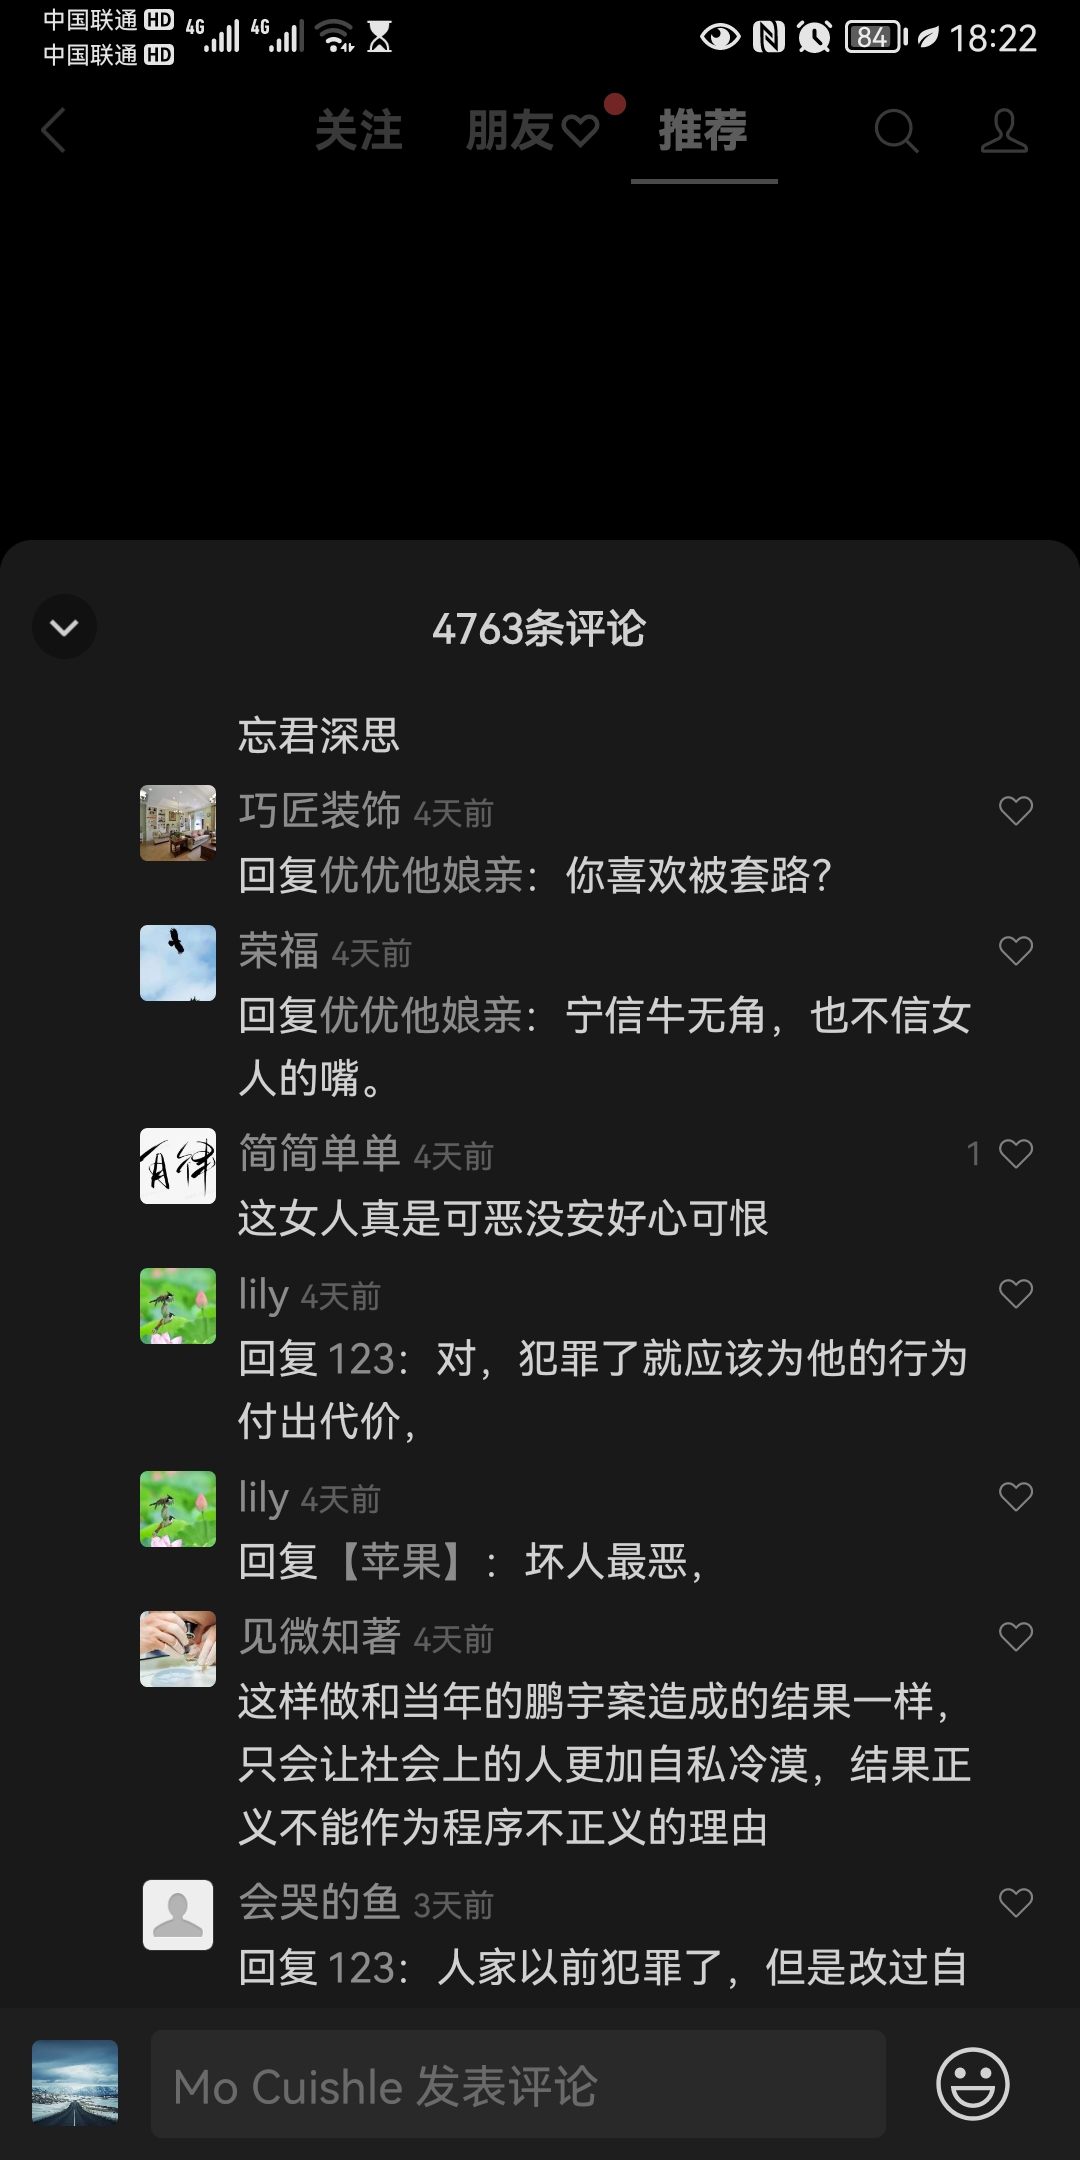 中国联通 HD 4G 4G 84 18:22
中国联通 HD
关注 朋友 推荐
4763条评论
忘君深思
巧匠装饰 4天前
回复优优他娘亲：你喜欢被套路？
荣福 4天前
回复优优他娘亲：宁信牛无角，也不信女
人的嘴。
自律
简简单单 4天前 1
这女人真是可恶没安好心可恨
lily 4天前
回复 123：对，犯罪了就应该为他的行为
付出代价，
lily 4天前
回复【苹果】：坏人最恶，
见微知著 4天前
这样做和当年的鹏宇案造成的结果一样，
只会让社会上的人更加自私冷漠，结果正
义不能作为程序不正义的理由
会哭的鱼 3天前
回复 123：人家以前犯罪了，但是改过自
Mo Cuishle 发表评论